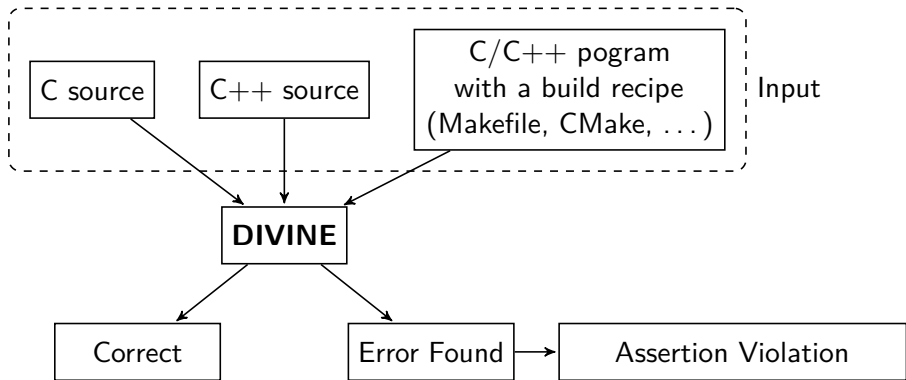 C source
C++ source
C/C++ pogram
with a build recipe
(Makefile, CMake, ...)
Input
DIVINE
Correct
Error Found
Assertion Violation